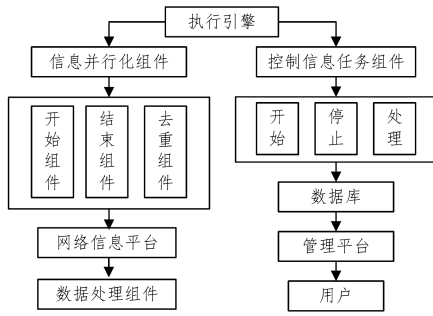 执行引擎
信息并行化组件
控制信息任务组件
开始组件
结束组件
去重组件
开始
停止
处理
数据库
网络信息平台
管理平台
数据处理组件
用户